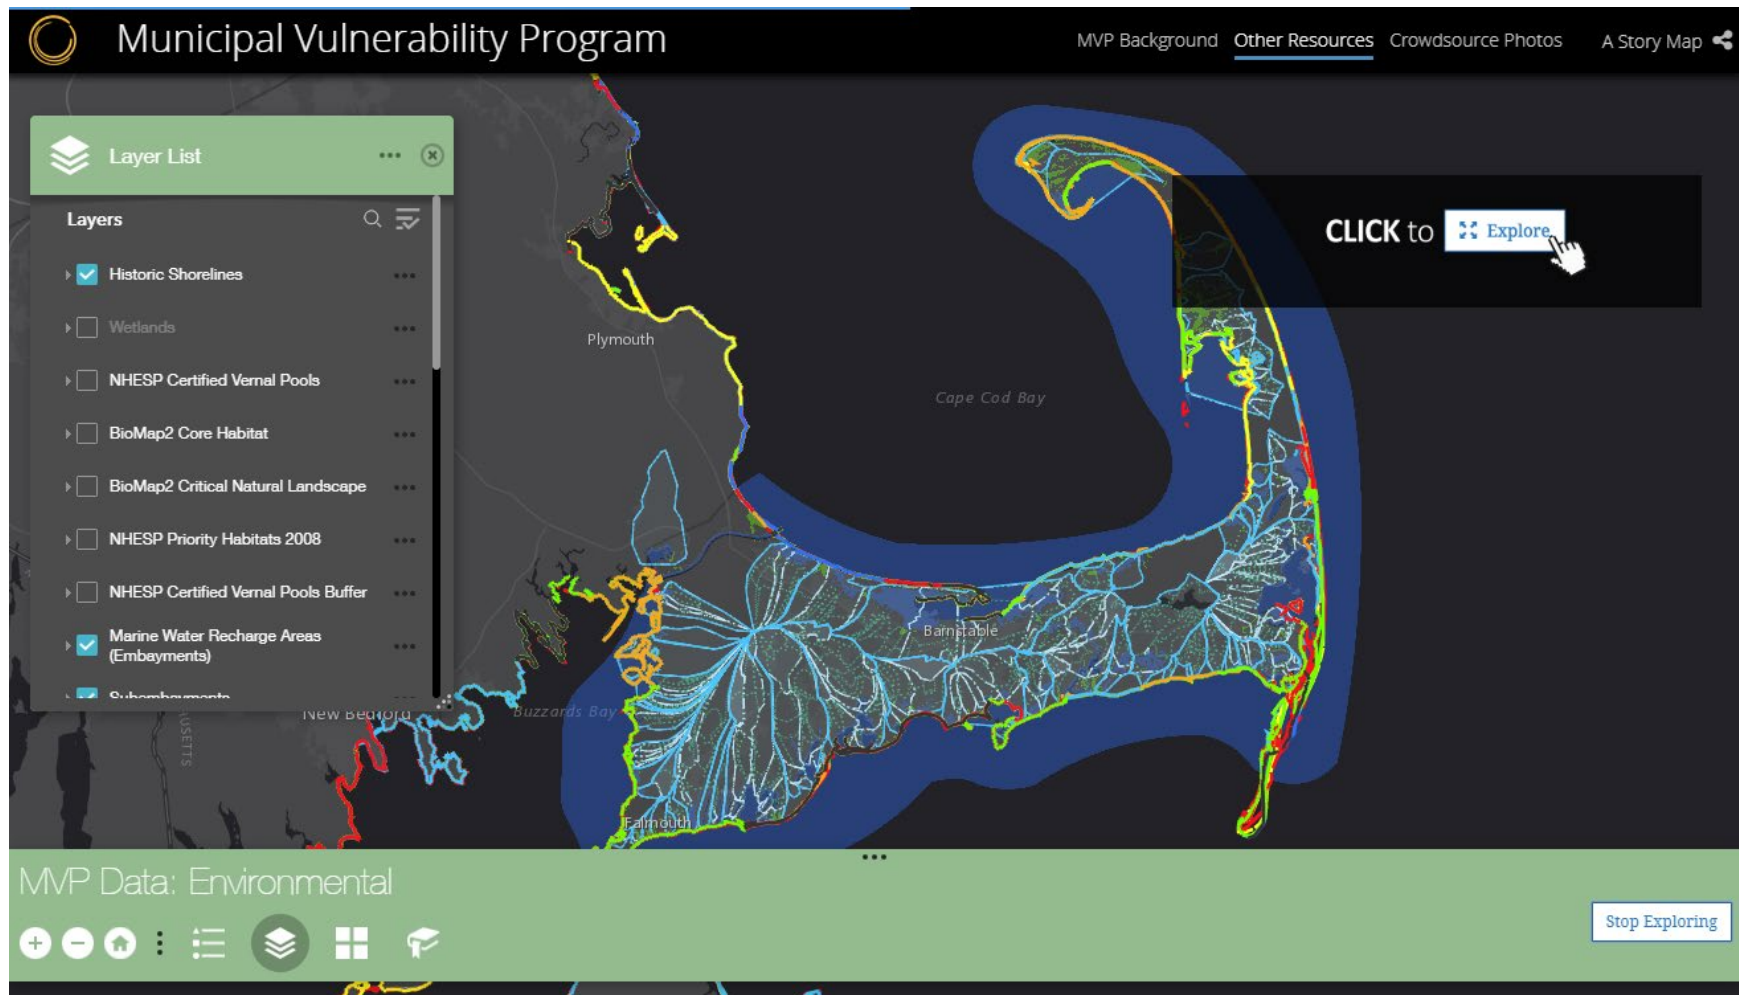 Municipal Vulnerability Program
MVP Background Other Resources Crowdsource Photos A Story Map
Layer List
Layers
Historic Shorelines
Wetlands
NHESP Certified Vernal Pools
BioMap2 Core Habitat
BioMap2 Critical Natural Landscape
NHESP Priority Habitats 2008
NHESP Certified Vernal Pools Buffer
Marine Water Recharge Areas
(Embayments)
Subembayments
CLICK to Explore
Plymouth
Cape Cod Bay
Barnstable
Buzzards Bay
New Bedford
USETTS
Falmouth
MVP Data: Environmental
Stop Exploring